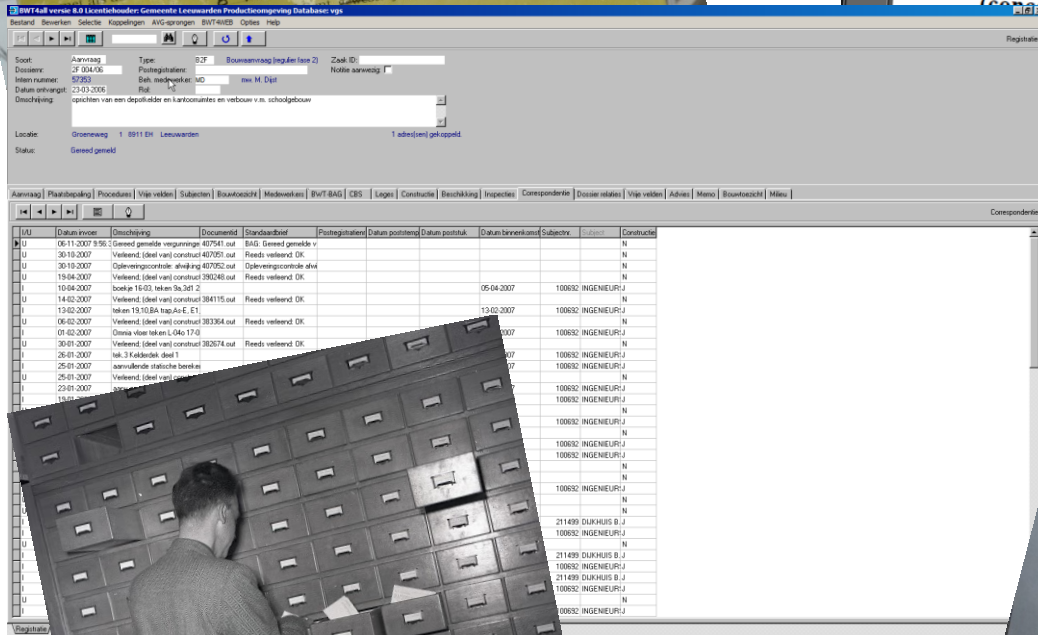 BWT4all versie 8.0 Licentiehouder: Gemeente Leeuwarden Productieomgeving Database: vgs
Bestand Bewerken Selectie Koppelingen AVG-sprongen BWT4WEB Opties Help
Registratie
Soort: Aanvraag Type: B2F Bouwaanvraag (regulier fase 2) Zaak ID:
Dossiernr: 2F 004/06 Postregistratienr: Notitie aanwezig
Intern nummer: 57353 Beh. medewerker: MD mw. M. Dijst
Datum ontvangst: 23-03-2006 Rol:
Omschrijving: oprichten van een depotkelder en kantoorruimtes en verbouw v.m. schoolgebouw
Locatie: Groeneweg 1 8911 EH Leeuwarden 1 adres(sen) gekoppeld.
Status: Gereed gemeld
Aanvraag Plaatsbepaling Procedures Vrije velden Subjecten Bouwtoezicht Medewerkers BWT-BAG CBS Leges Constructie Beschikking Inspecties Correspondentie Dossier relaties Vrije velden Advies Memo Bouwtoezicht Milieu
Correspondentie
I/U Datum invoer Omschrijving Documentid Standaardbrief Postregistratien Datum poststemp Datum poststuk Datum binnenkomst Subjectnr. Subject Constructie
U 06-11-2007 9:56: Gereed gemelde vergunninge 407541.out BAG: Gereed gemelde v N
U 30-10-2007 Verleend; (deel van) construct 407051.out Reeds verleend: OK. N
U 30-10-2007 Opleveringscontrole: afwijking 407052.out Opleveringscontrole afwi N
U 19-04-2007 Verleend; (deel van) construct 390248.out Reeds verleend: OK. N
I 10-04-2007 boekje 16-03, teken 9a,3d1 2 05-04-2007 100692 INGENIEUR: J
U 14-02-2007 Verleend; (deel van) construct 384115.out Reeds verleend: OK. N
I 13-02-2007 teken 19,10,BA trap,As-E, E1, 13-02-2007 100692 INGENIEUR: J
U 06-02-2007 Verleend; (deel van) construct 383364.out Reeds verleend: OK. N
I 01-02-2007 Omnia vloer teken L-04o 17-0 2007 100692 INGENIEUR: J
U 30-01-2007 Verleend; (deel van) construct 382674.out Reeds verleend: OK. N
I 26-01-2007 tek.3 Kelderdek deel 1 07 100692 INGENIEUR: J
I 25-01-2007 aanvullende statische bereke 7 100692 INGENIEUR: J
U 25-01-2007 Verleend; (deel van) N
I 23-01-2007 100692 INGENIEUR: J
I 100692 INGENIEUR: J
U N
I 100692 INGENIEUR: J
U N
I 100692 INGENIEUR: J
I 100692 INGENIEUR: J
N
N
I 100692 INGENIEUR: J
N
N
I 211499 DIJKHUIS B. J
I 100692 INGENIEUR: J
N
I 211499 DIJKHUIS B. J
I 100692 INGENIEUR: J
I 211499 DIJKHUIS B. J
I 100692 INGENIEUR: J
U N
I 100692 INGENIEUR: J
Registratie